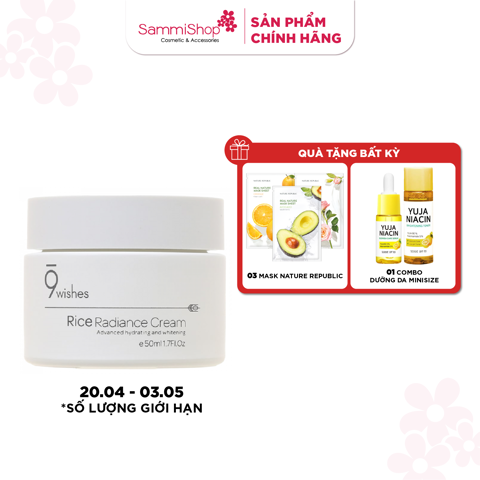 SammiShop
Cosmetic & Accessories
SẢN PHẨM
CHÍNH HÃNG
QUÀ TẶNG BẤT KỲ
03 MASK NATURE REPUBLIC
YUJA
NIACIN
YUJA
NIACIN
01 COMBO
DƯỠNG DA MINISIZE
9
wishes
Rice Radiance Cream
Advanced hydrating and whitening
e 50ml 1.7Fl.Oz
20.04 - 03.05
*SỐ LƯỢNG GIỚI HẠN